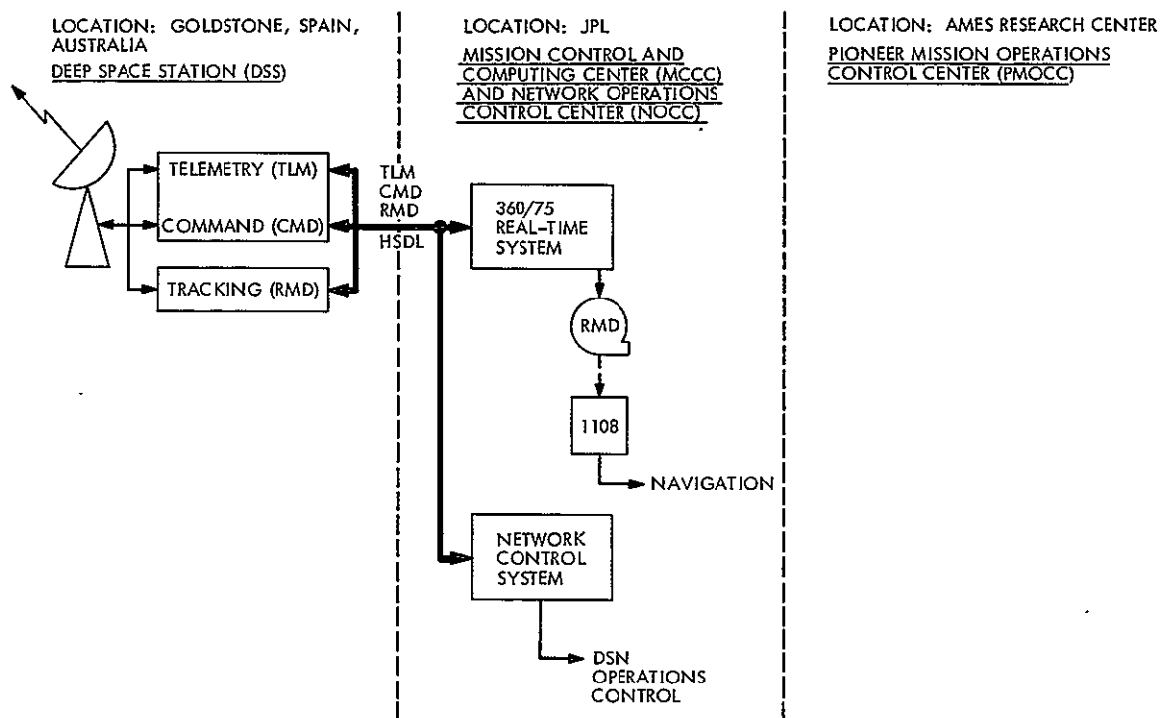 LOCATION: GOLDSTONE, SPAIN,
AUSTRALIA
DEEP SPACE STATION (DSS)
TELEMETRY (TLM)
COMMAND (CMD)
TRACKING (RMD)
TLM
CMD
RMD
HSDL
LOCATION: JPL
MISSION CONTROL AND
COMPUTING CENTER (MCCC)
AND NETWORK OPERATIONS
CONTROL CENTER (NOCC)
360/75
REAL-TIME
SYSTEM
RMD
1108
NAVIGATION
NETWORK
CONTROL
SYSTEM
DSN
OPERATIONS
CONTROL
LOCATION: AMES RESEARCH CENTER
PIONEER MISSION OPERATIONS
CONTROL CENTER (PMOCC)